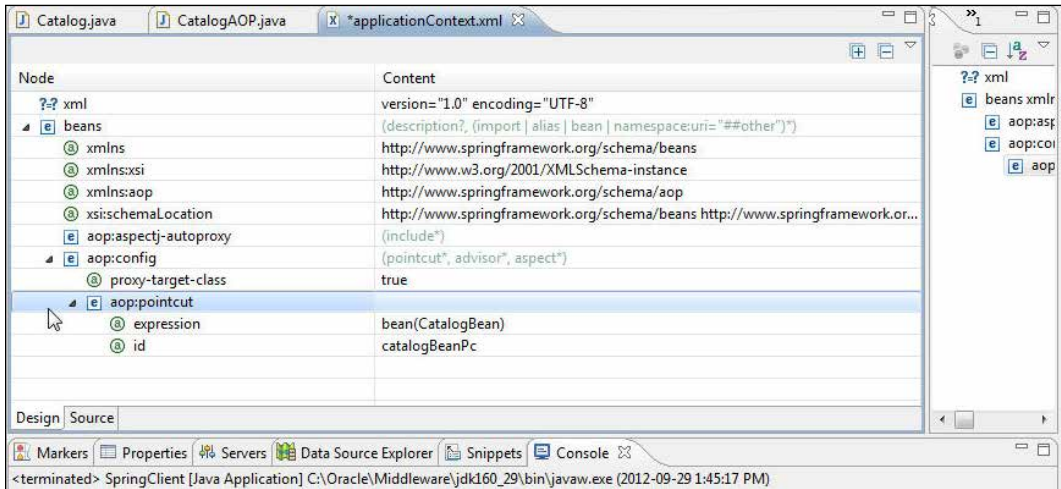 Catalog.java CatalogAOP.java *applicationContext.xml 1
Node Content
xml version="1.0" encoding="UTF-8"
beans (description?, (import | alias | bean | namespace:uri="##other")*)
xmlns http://www.springframework.org/schema/beans
xmlns:xsi http://www.w3.org/2001/XMLSchema-instance
xmlns:aop http://www.springframework.org/schema/aop
xsi:schemaLocation http://www.springframework.org/schema/beans http://www.springframework.or...
aop:aspectj-autoproxy (include*)
aop:config (pointcut*, advisor*, aspect*)
proxy-target-class true
aop:pointcut
expression bean(CatalogBean)
id catalogBeanPc
Design Source
?=? xml
beans xmlr
aop:asp
aop:coi
aop
Markers Properties Servers Data Source Explorer Snippets Console
<terminated> SpringClient [Java Application] C:\Oracle\Middleware\jdk160_29\bin\javaw.exe (2012-09-29 1:45:17 PM)